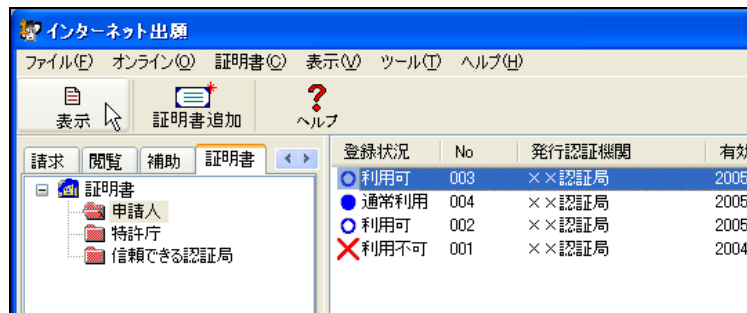 インターネット出願
ファイル(F) オンライン(O) 証明書(C) 表示(V) ツール(T) ヘルプ(H)
表示 証明書追加 ヘルプ
請求 閲覧 補助 証明書
証明書
申請人
特許庁
信頼できる認証局
登録状況 No 発行認証機関 有効
利用可 003 ××認証局 2005
通常利用 004 ××認証局 2005
利用可 002 ××認証局 2005
利用不可 001 ××認証局 2004